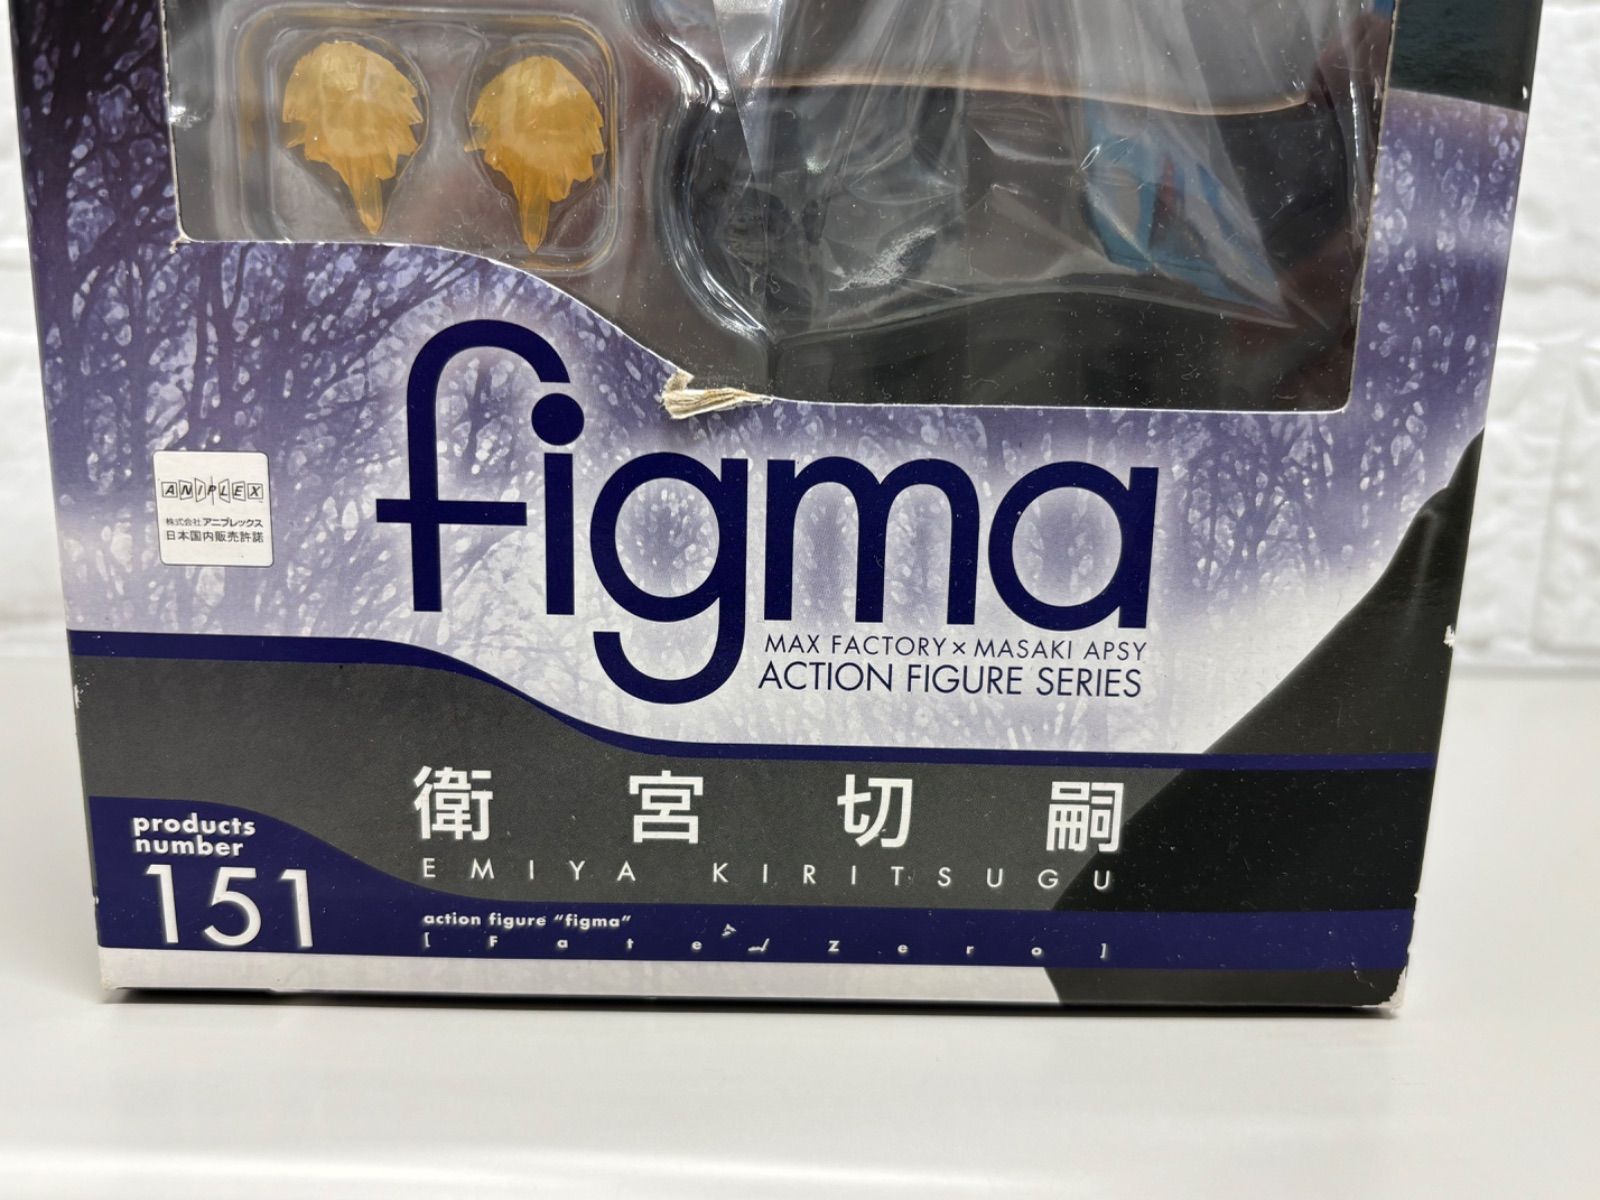 figma
ANIPLEX
株式会社アニプレックス
日本国内販売許諾
MAX FACTORY × MASAKI APSY
ACTION FIGURE SERIES
衛宮切嗣
EMIYA KIRITSUGU
products
number
151
action figure "figma"
[Fate/Zero]